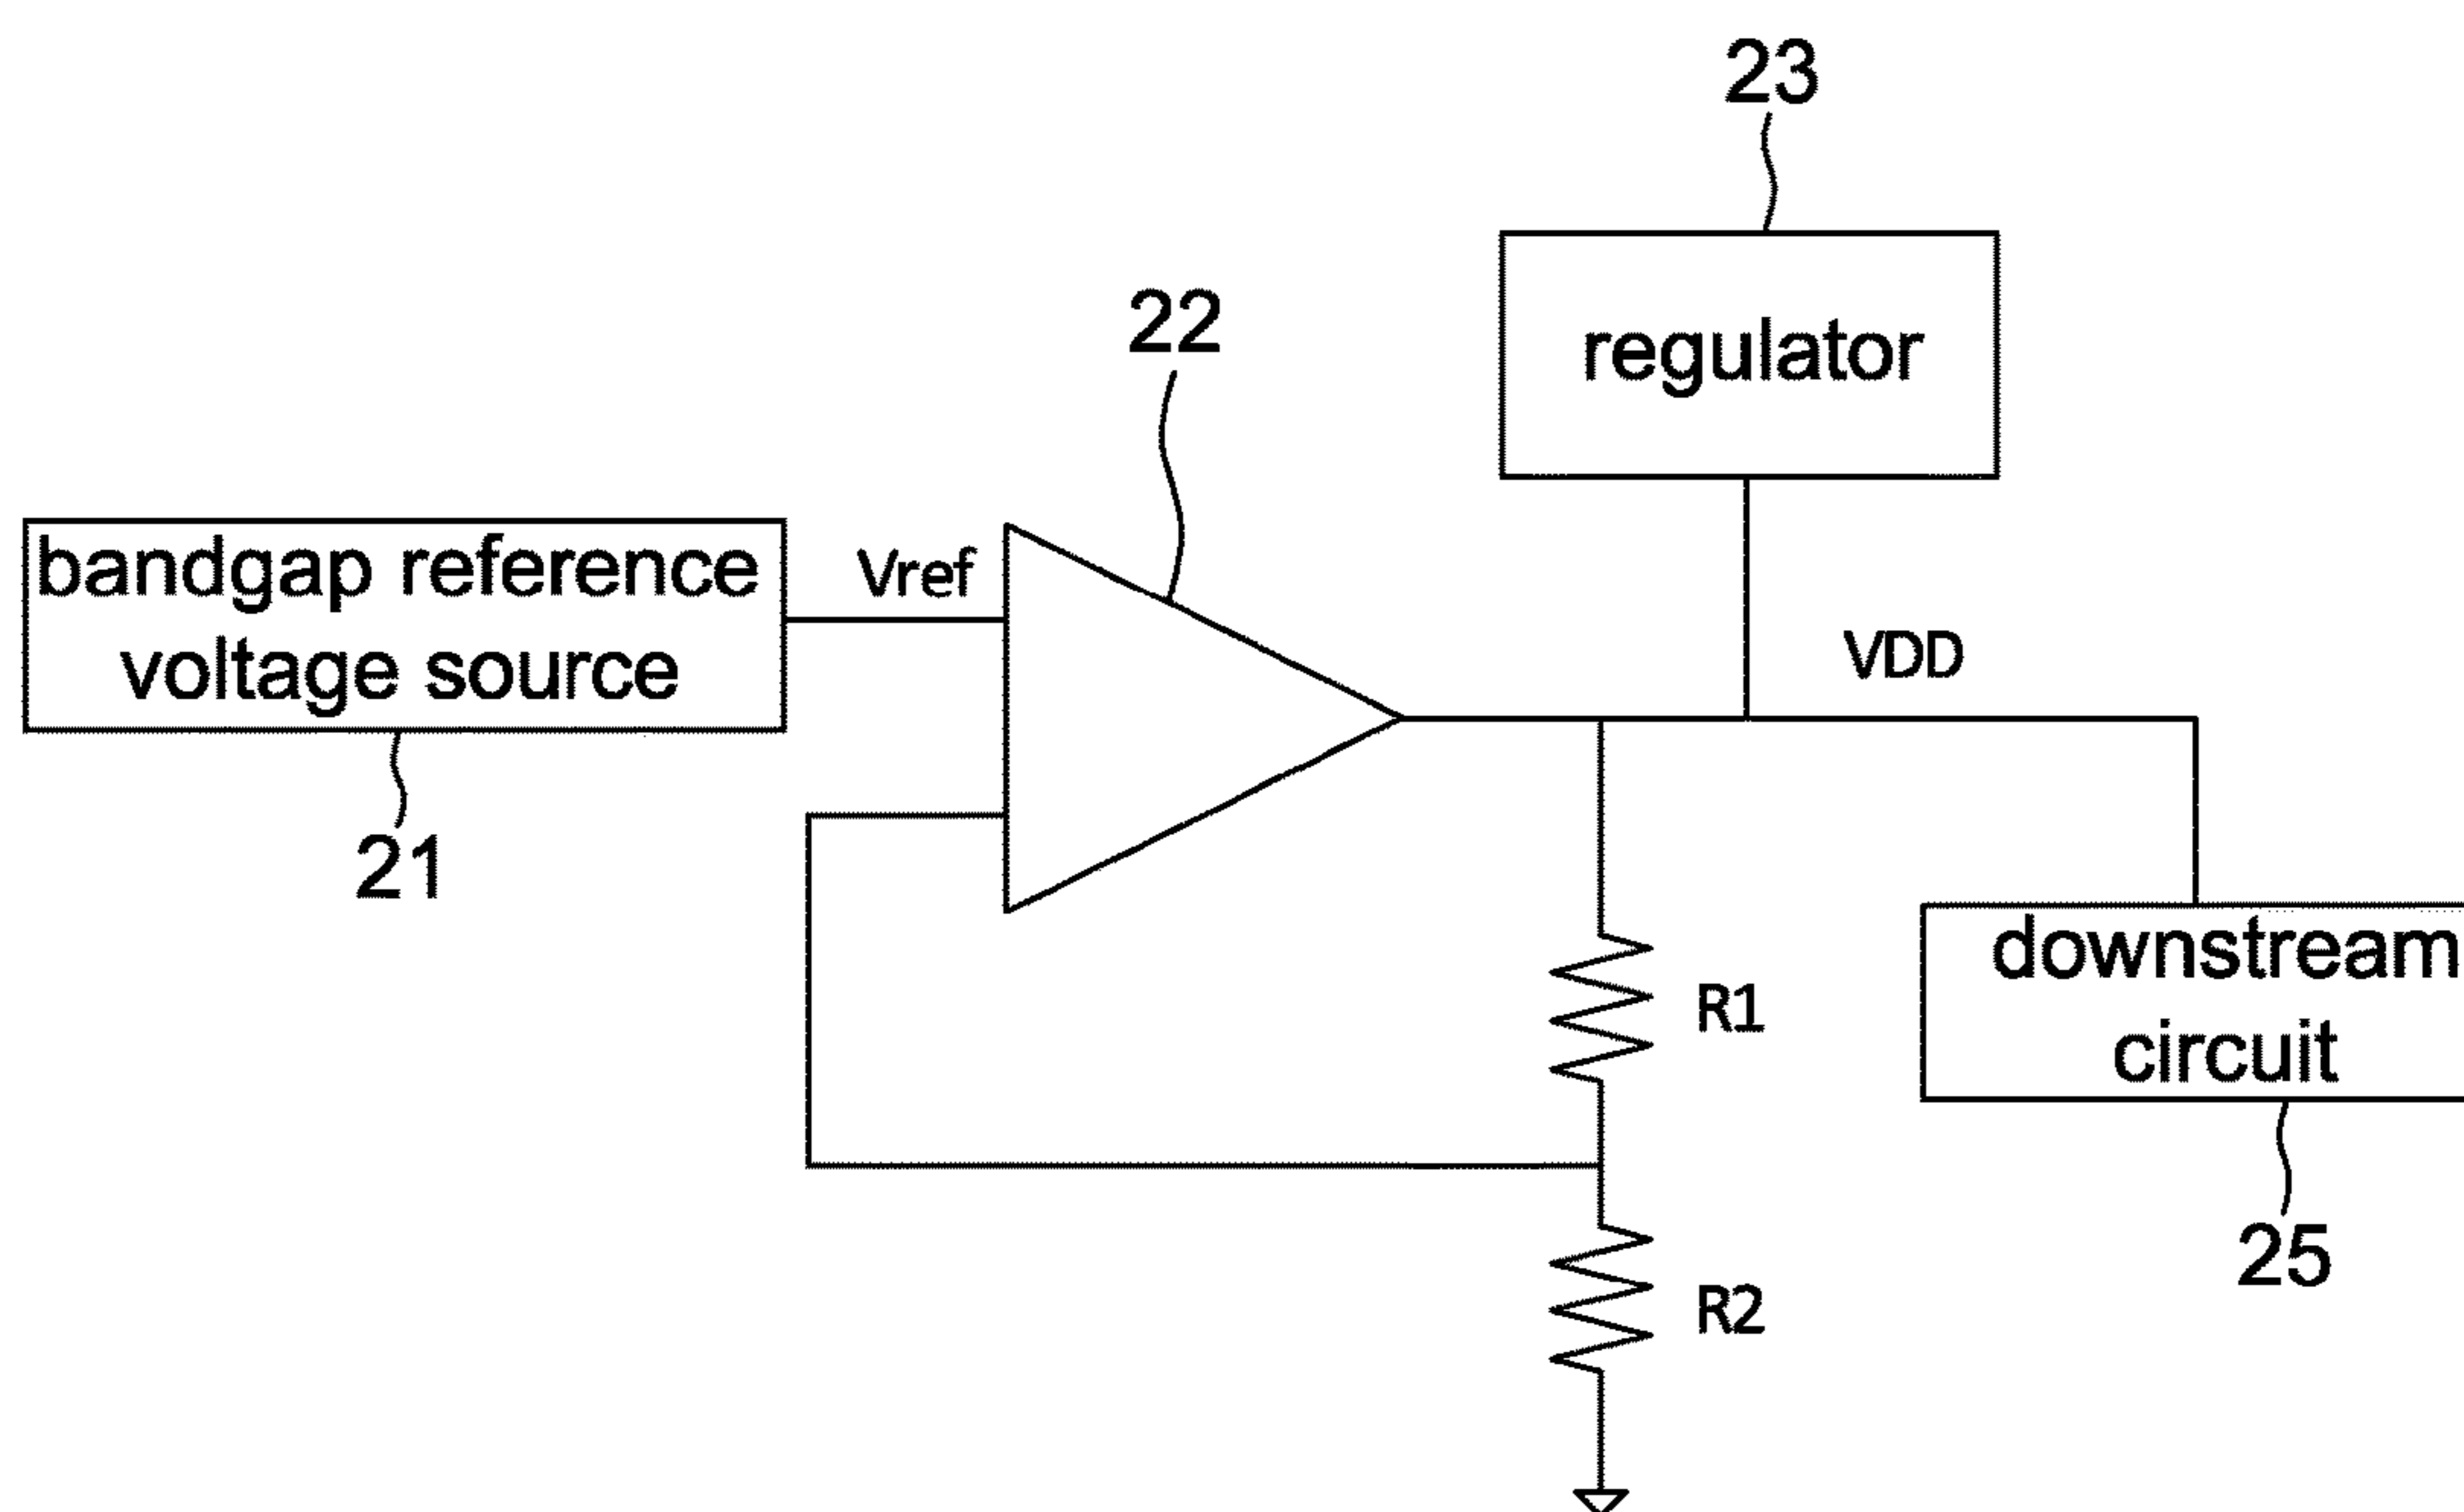 23
regulator
22
bandgap reference
voltage source
Vref
21
VDD
R1
downstream
circuit
25
R2